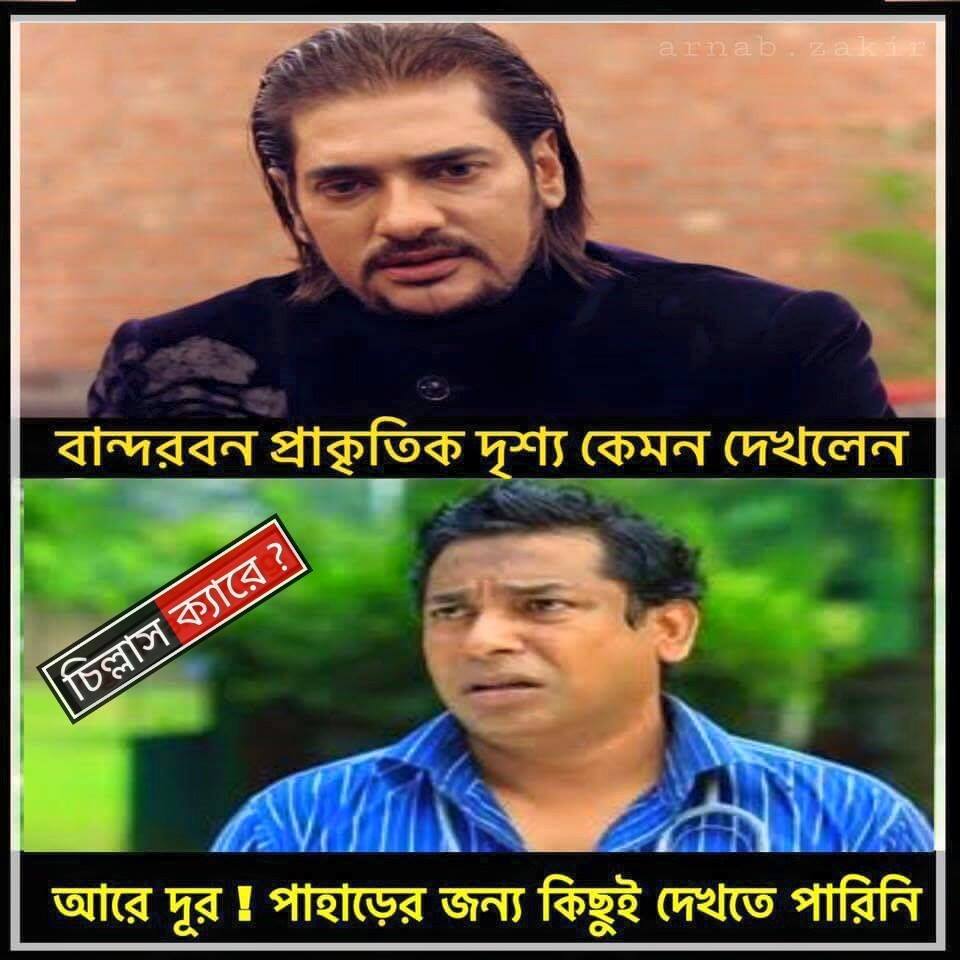 arnab.zakir
বান্দরবন প্রাকৃতিক দৃশ্য কেমন দেখলেন
চিল্লাস ক্যারে ?
আরে দূর ! পাহাড়ের জন্য কিছুই দেখতে পারিনি